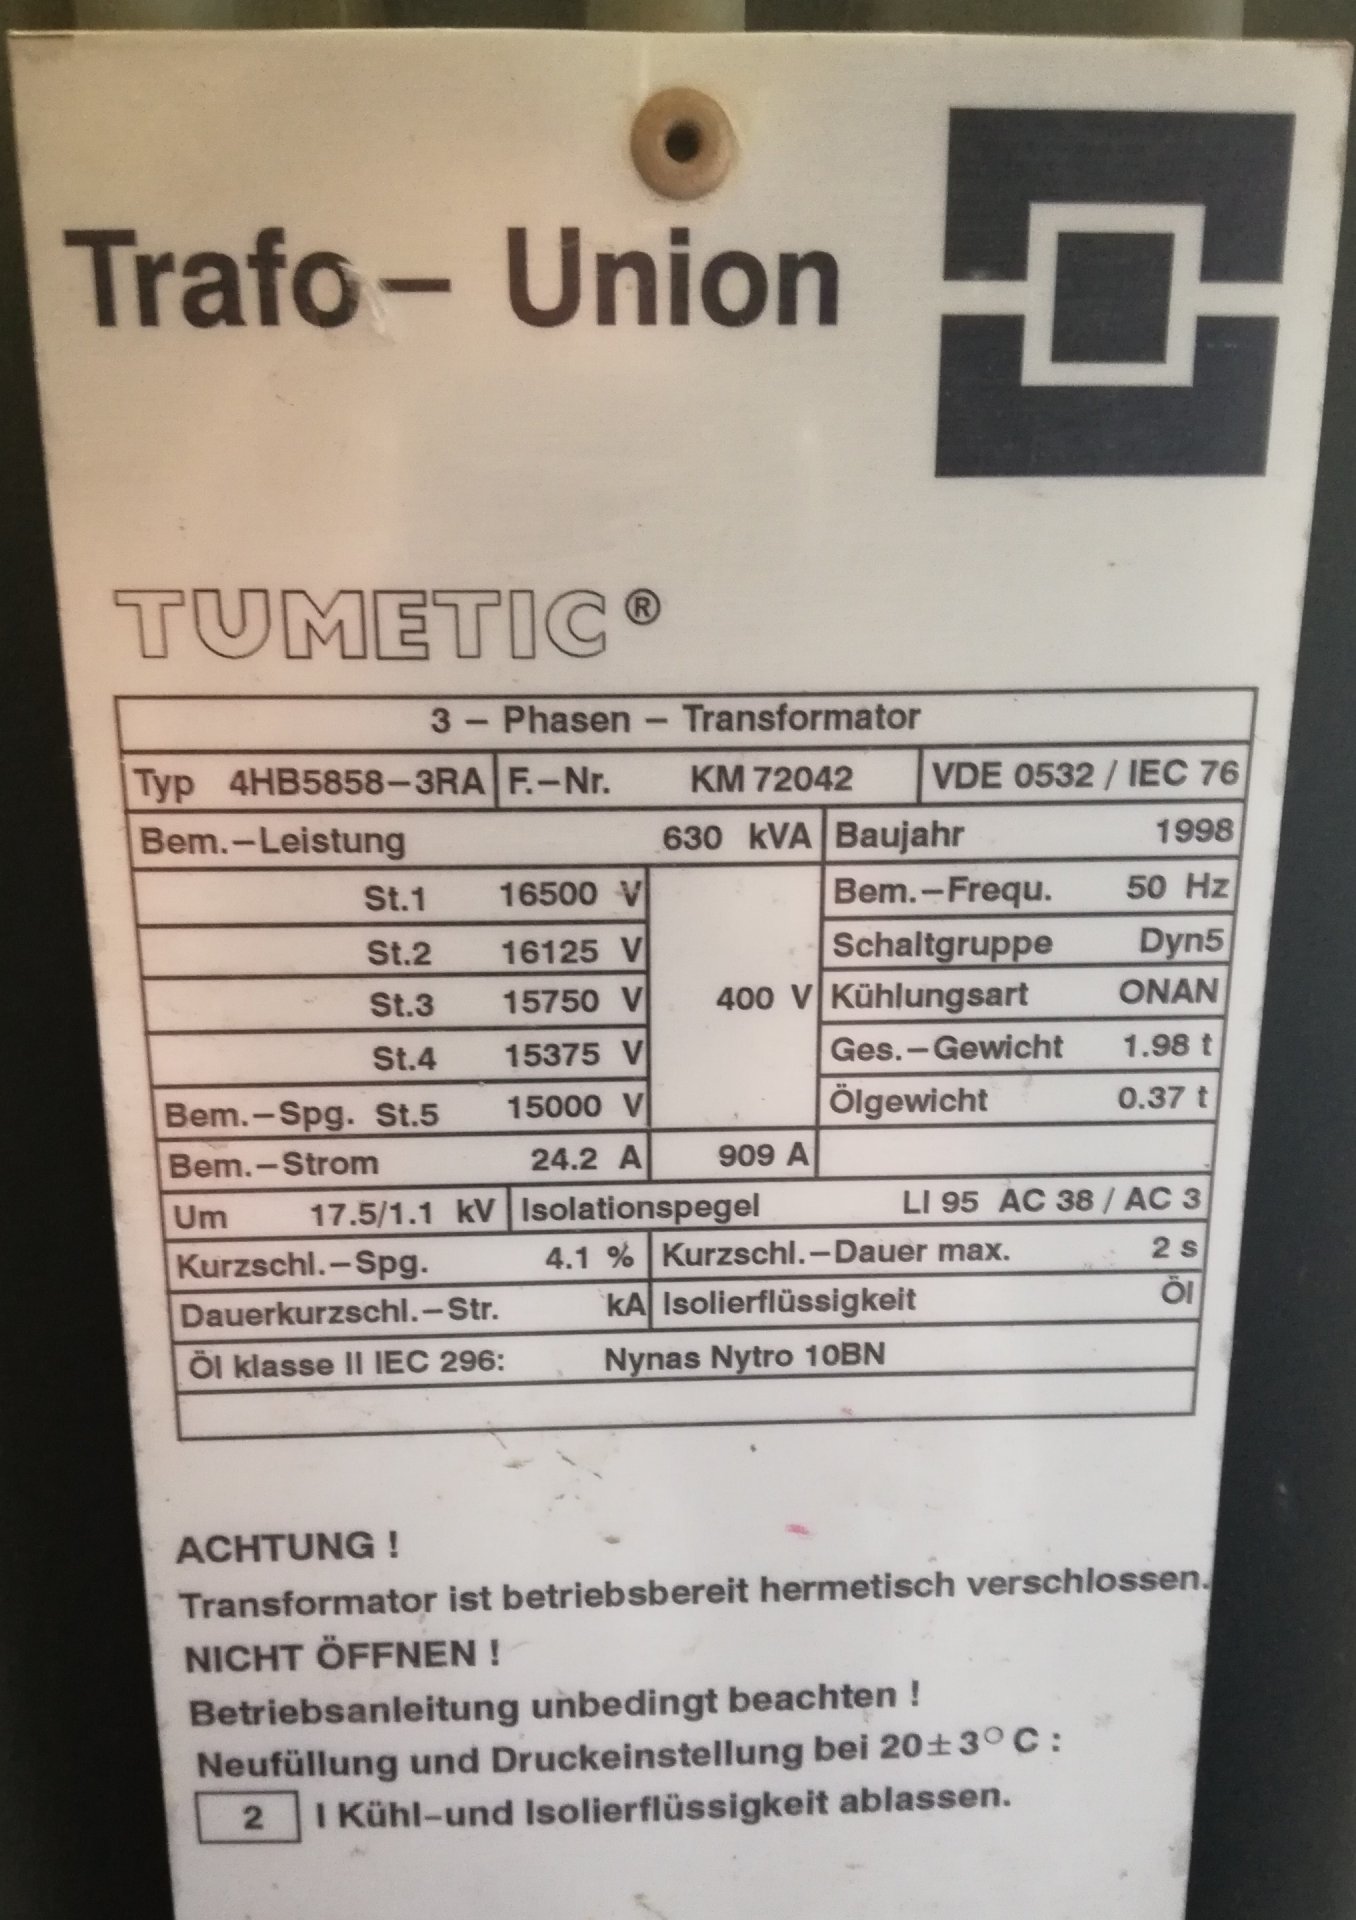 Trafo – Union
TUMETIC®
3 – Phasen – Transformator
Typ 4HB5858–3RA F.–Nr. KM 72042 VDE 0532 / IEC 76
Bem.–Leistung 630 kVA Baujahr 1998
St.1 16500 V Bem.–Frequ. 50 Hz
St.2 16125 V Schaltgruppe Dyn5
St.3 15750 V 400 V Kühlungsart ONAN
St.4 15375 V Ges.–Gewicht 1.98 t
Bem.–Spg. St.5 15000 V Ölgewicht 0.37 t
Bem.–Strom 24.2 A 909 A
Um 17.5/1.1 kV Isolationspegel LI 95 AC 38 / AC 3
Kurzschl.–Spg. 4.1 % Kurzschl.–Dauer max. 2 s
Dauerkurzschl.–Str. kA Isolierflüssigkeit Öl
Öl klasse II IEC 296: Nynas Nytro 10BN
ACHTUNG !
Transformator ist betriebsbereit hermetisch verschlossen.
NICHT ÖFFNEN !
Betriebsanleitung unbedingt beachten !
Neufüllung und Druckeinstellung bei 20±3°C :
2 l Kühl–und Isolierflüssigkeit ablassen.